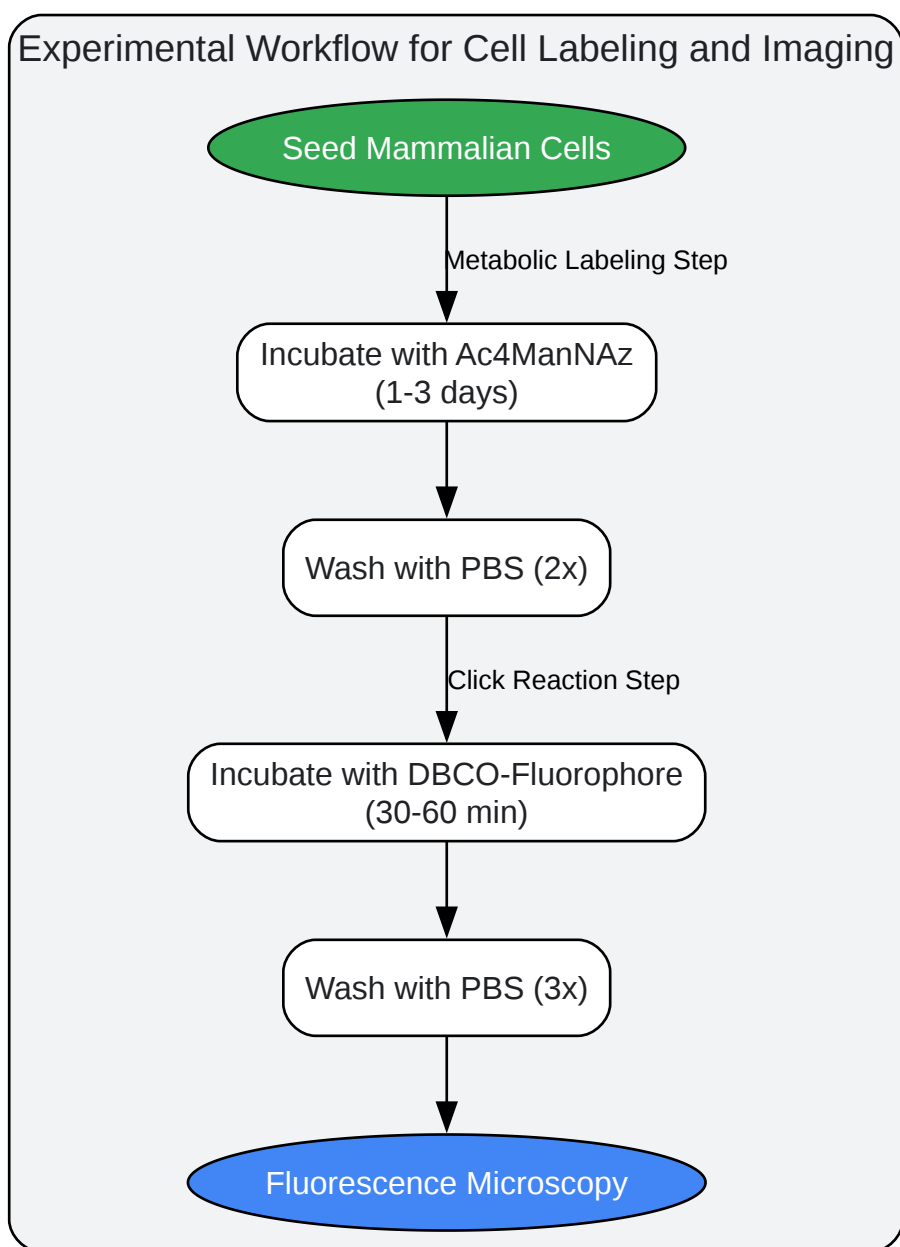 Experimental Workflow for Cell Labeling and Imaging
Seed Mammalian Cells
Metabolic Labeling Step
Incubate with Ac4ManNAz
(1-3 days)
Wash with PBS (2x)
Click Reaction Step
Incubate with DBCO-Fluorophore
(30-60 min)
Wash with PBS (3x)
Fluorescence Microscopy